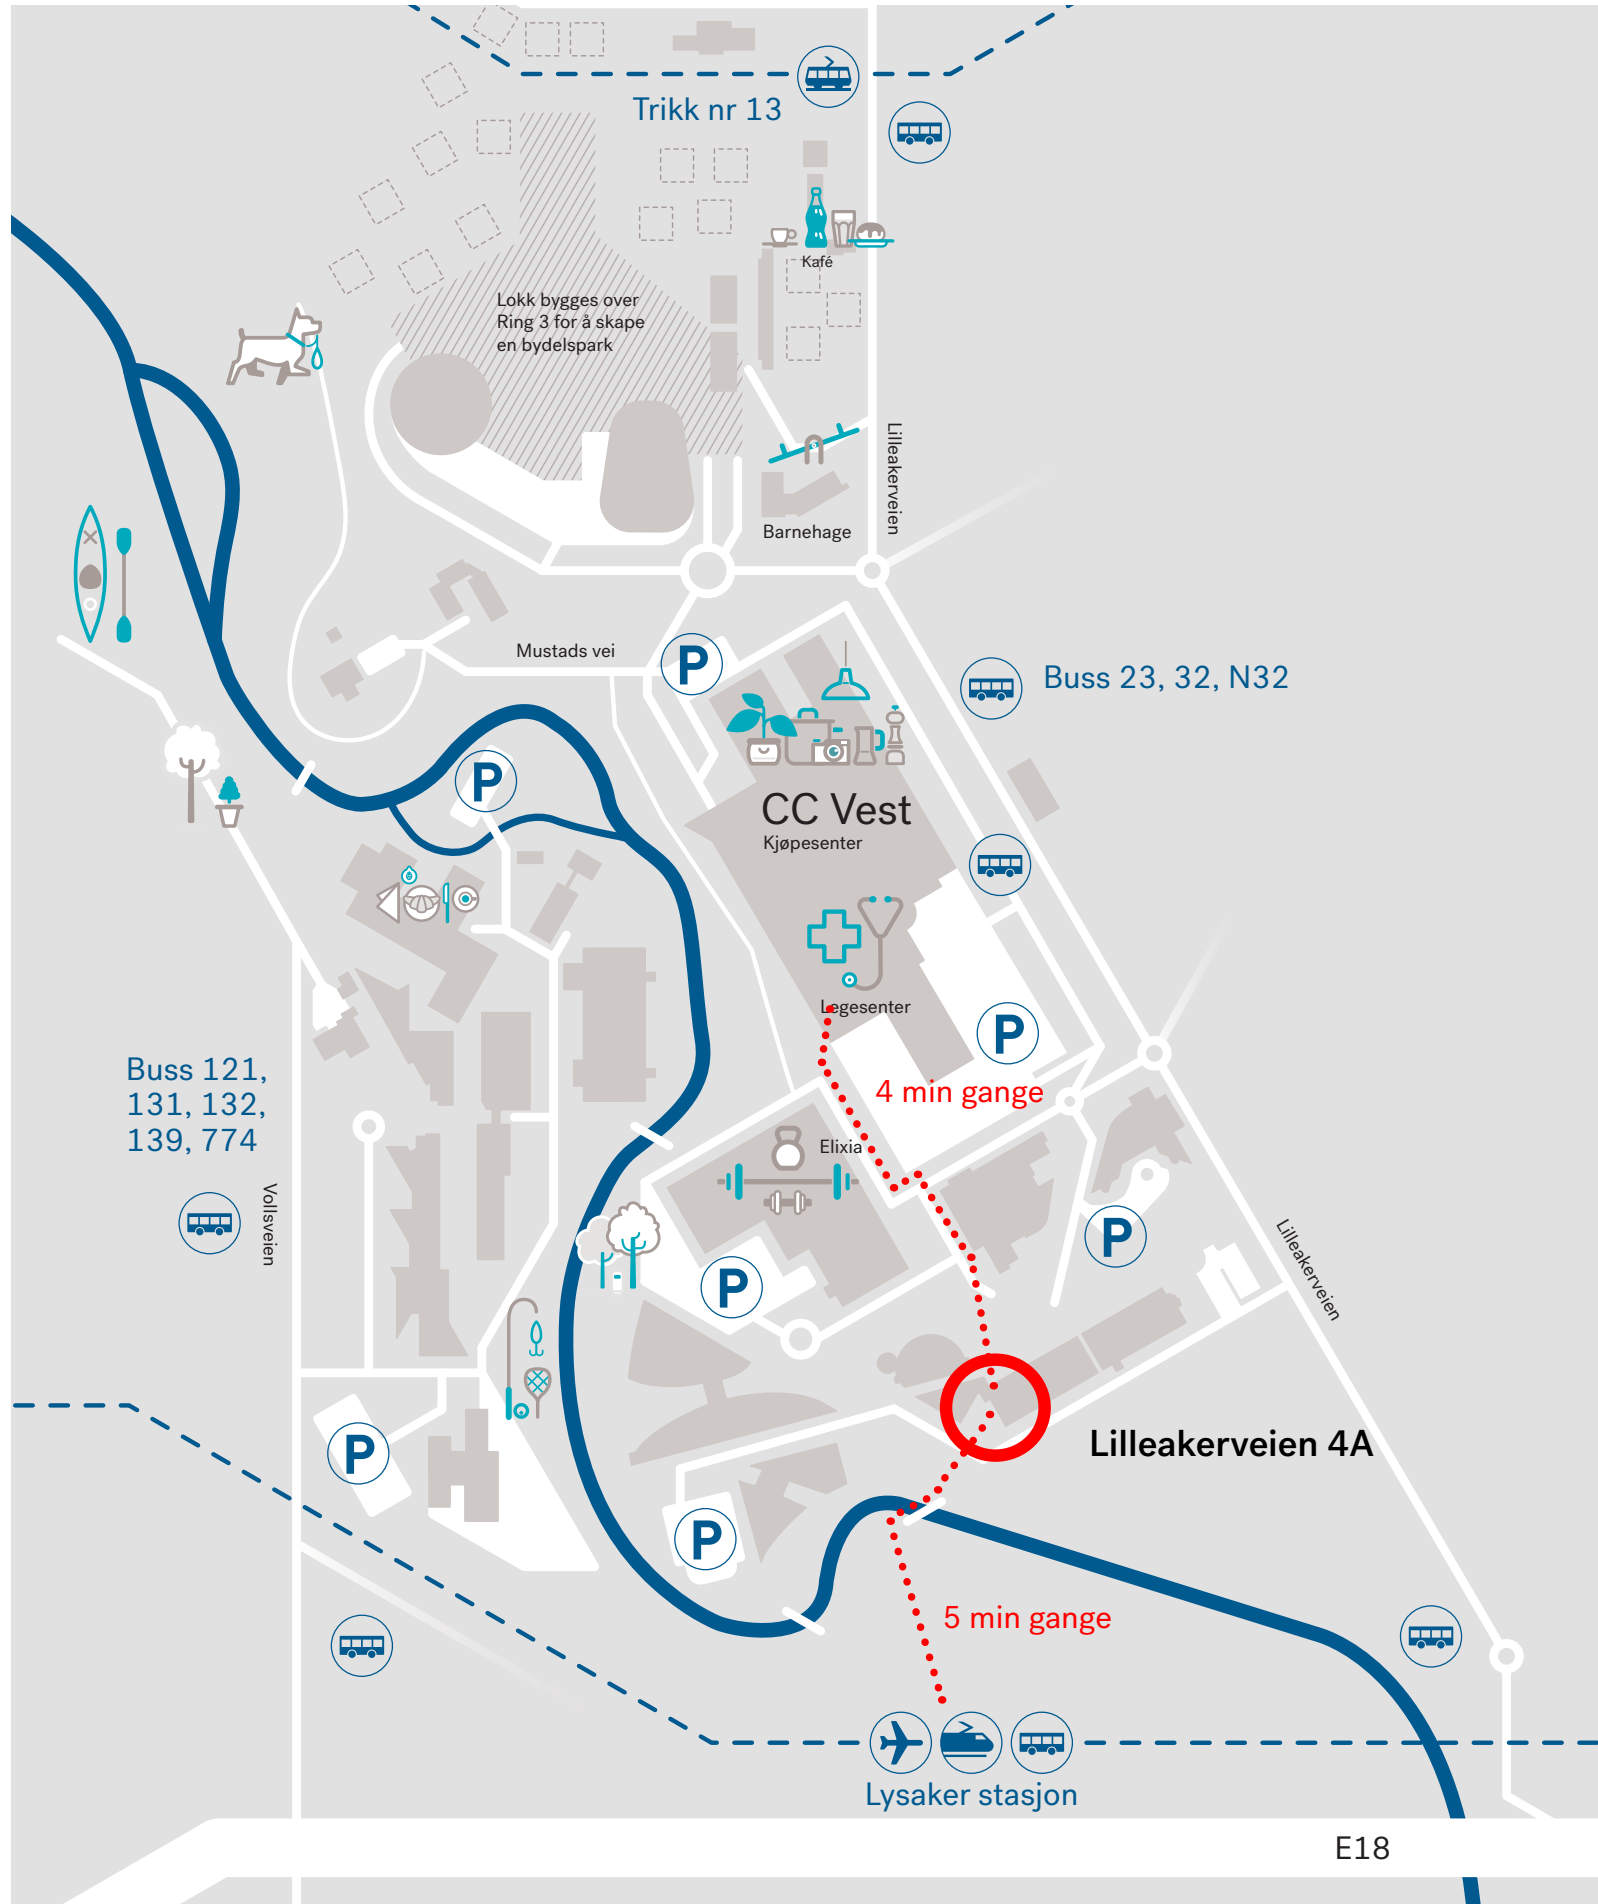 Trikk nr 13
Kafé
Lokk bygges over
Ring 3 for å skape
en bydelspark
Lilleakerveien
Barnehage
Mustads vei
P
Buss 23, 32, N32
P
CC Vest
Kjøpesenter
Legesenter
P
Buss 121,
131, 132,
139, 774
4 min gange
Elixia
Vollsveien
P
Lilleakerveien
P
Lilleakerveien 4A
P
P
5 min gange
Lysaker stasjon
E18